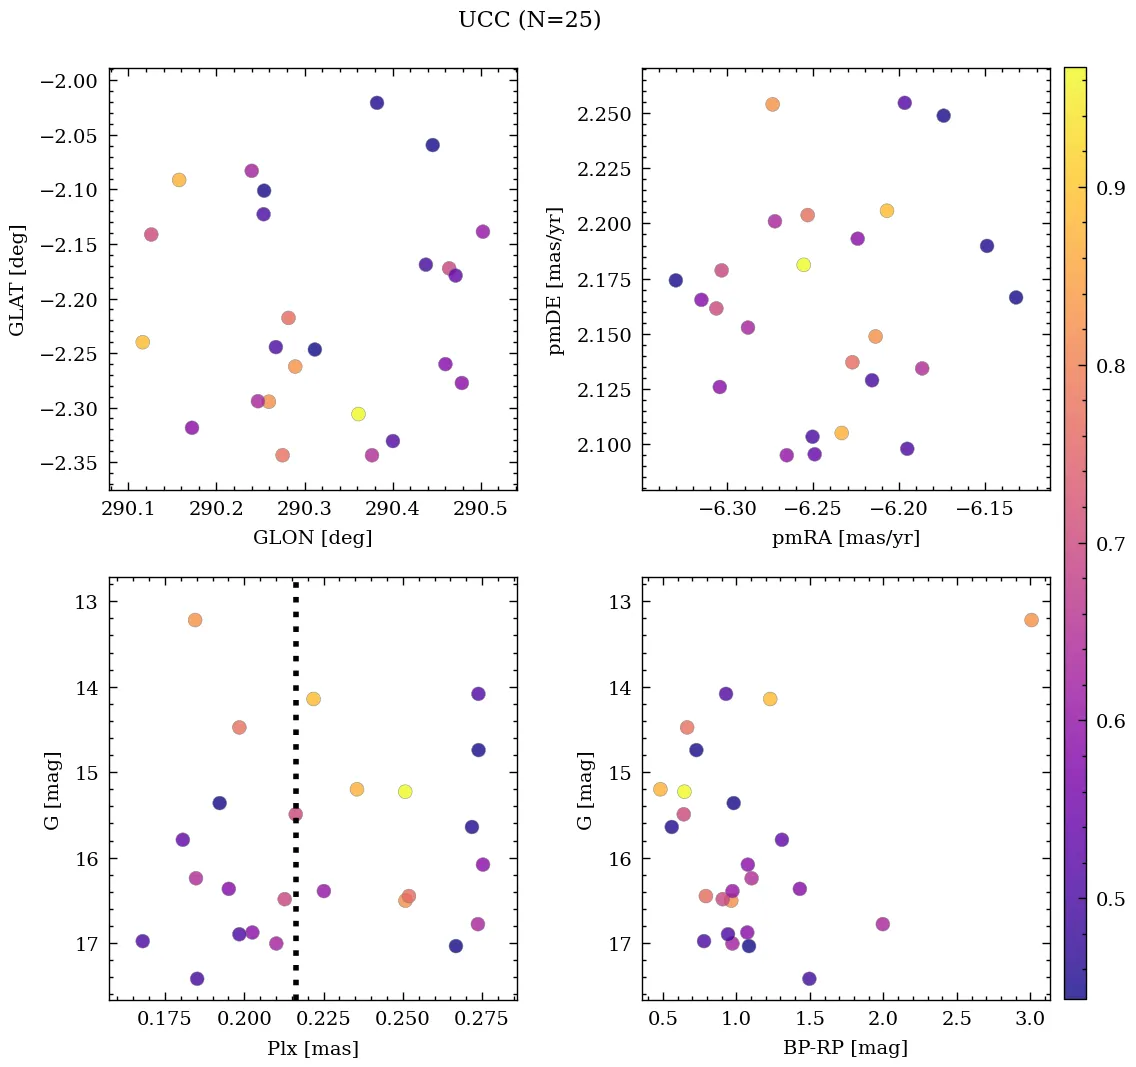 UCC (N=25)
−2.00
−2.05
−2.10
−2.15
−2.20
−2.25
−2.30
−2.35
GLAT [deg]
290.1 290.2 290.3 290.4 290.5
GLON [deg]
2.250
2.225
2.200
2.175
2.150
2.125
2.100
pmDE [mas/yr]
−6.30 −6.25 −6.20 −6.15
pmRA [mas/yr]
13
14
15
16
17
G [mag]
0.175 0.200 0.225 0.250 0.275
Plx [mas]
13
14
15
16
17
G [mag]
0.5 1.0 1.5 2.0 2.5 3.0
BP-RP [mag]
0.9
0.8
0.7
0.6
0.5